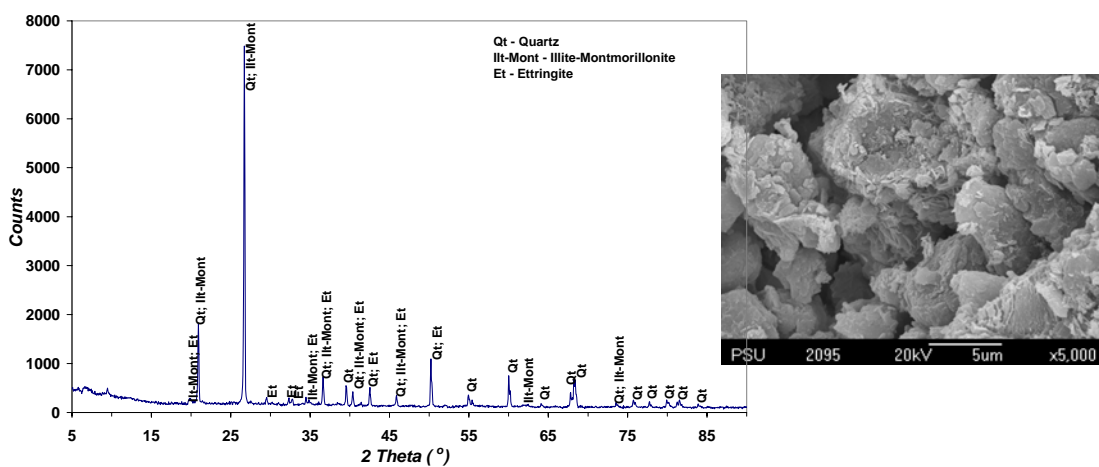 8000
7000
6000
5000
4000
3000
2000
1000
0
Counts
Qt - Quartz
Ilt-Mont - Illite-Montmorillonite
Et - Ettringite
Ilt-Mont; Et
Qt; Ilt-Mont
Qt; Ilt-Mont
Et
Et
Et
Ilt-Mont; Et
Qt; Ilt-Mont; Et
Qt
Qt; Ilt-Mont; Et
Qt; Et
Qt; Ilt-Mont; Et
Qt; Et
Qt
Qt
Ilt-Mont
Qt
Qt
Qt
Qt; Ilt-Mont
Qt
Qt
Qt
Qt
Qt
5 15 25 35 45 55 65 75 85
2 Theta ( o )
PSU 2095 20kV 5um x5,000